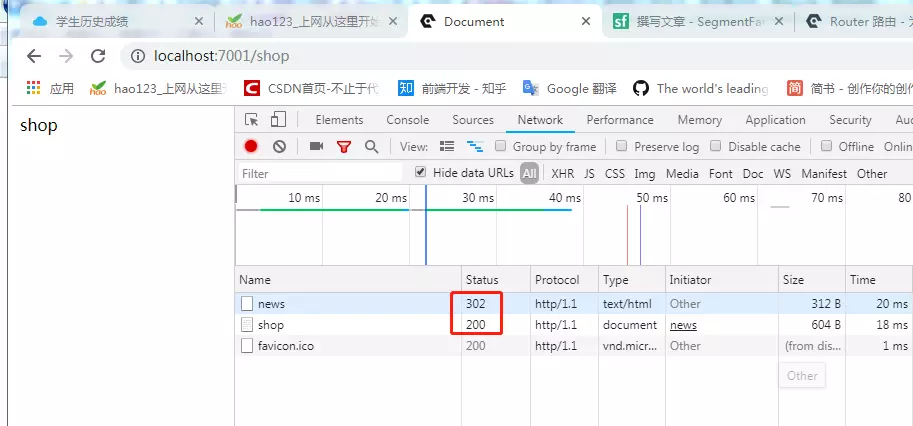 学生历史成绩 hao123_上网从这里开始 Document 撰写文章 - SegmentFa Router 路由 - 为
localhost:7001/shop
应用 hao123_上网从这里开 CSDN首页-不止于代 前端开发 - 知乎 Google 翻译 The world's leading 简书 - 创作你的创作
shop
Elements Console Sources Network Performance Memory Application Security Au
View: Group by frame Preserve log Disable cache Offline Onlin
Filter Hide data URLs All XHR JS CSS Img Media Font Doc WS Manifest Other
10 ms 20 ms 30 ms 40 ms 50 ms 60 ms 70 ms 80
Name Status Protocol Type Initiator Size Time
news 302 http/1.1 text/html Other 312 B 20 ms
shop 200 http/1.1 document news 604 B 18 ms
favicon.ico 200 http/1.1 vnd.micr... Other (from dis... 1 ms
Other